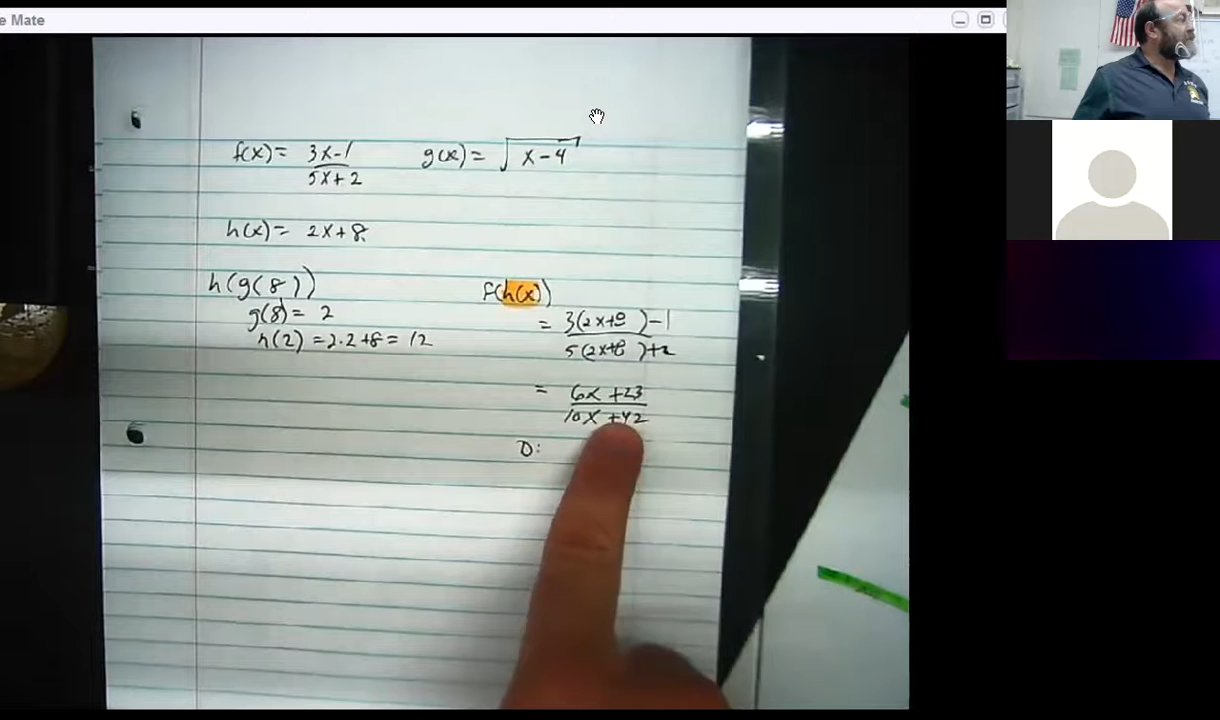 e Mate
f(x) = 3x-1 / 5x+2   g(x) = √x-4
h(x) = 2x+8
h(g(8))
g(8) = 2
h(2) = 2·2+8 = 12
f(h(x))
= 3(2x+8)-1 / 5(2x+8)+2
= 6x+23 / 10x+42
D: